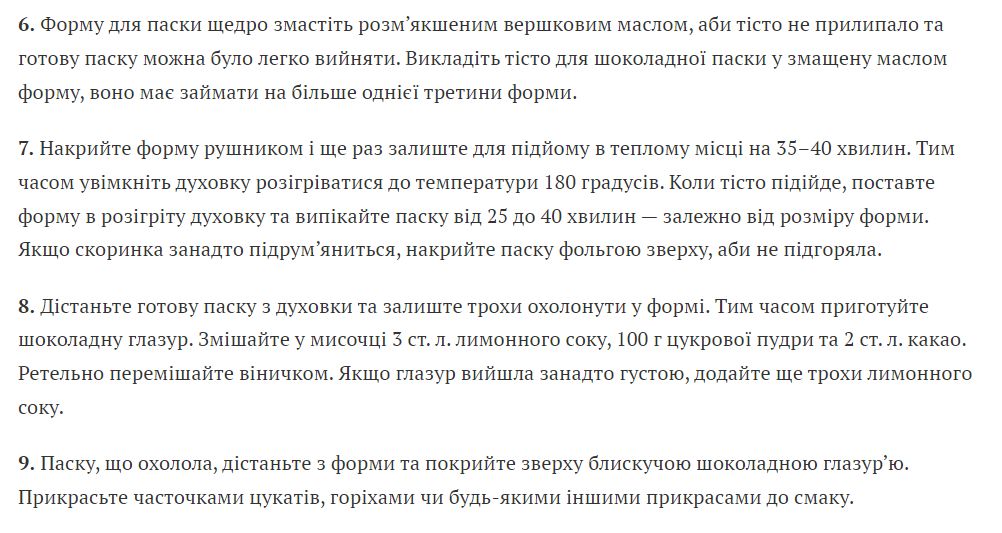 6. Форму для паски щедро змастіть розм’якшеним вершковим маслом, аби тісто не прилипало та
готову паску можна було легко вийняти. Викладіть тісто для шоколадної паски у змащену маслом
форму, воно має займати на більше однієї третини форми.
7. Накрийте форму рушником і ще раз залиште для підйому в теплому місці на 35–40 хвилин. Тим
часом увімкніть духовку розігріватися до температури 180 градусів. Коли тісто підійде, поставте
форму в розігріту духовку та випікайте паску від 25 до 40 хвилин — залежно від розміру форми.
Якщо скоринка занадто підрум’яниться, накрийте паску фольгою зверху, аби не підгоряла.
8. Дістаньте готову паску з духовки та залиште трохи охолонути у формі. Тим часом приготуйте
шоколадну глазур. Змішайте у мисочці 3 ст. л. лимонного соку, 100 г цукрової пудри та 2 ст. л. какао.
Ретельно перемішайте віничком. Якщо глазур вийшла занадто густою, додайте ще трохи лимонного
соку.
9. Паску, що охолола, дістаньте з форми та покрийте зверху блискучою шоколадною глазур’ю.
Прикрасьте часточками цукатів, горіхами чи будь-якими іншими прикрасами до смаку.